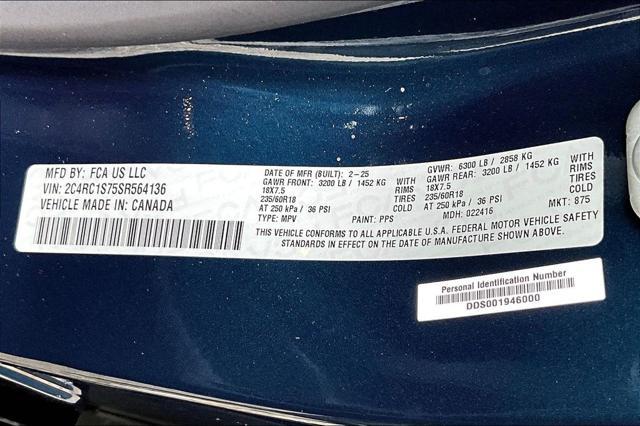 MFD BY: FCA US LLC
VIN: 2C4RC1S75SR564136
VEHICLE MADE IN: CANADA
DATE OF MFR (BUILT): 2-25
GAWR FRONT: 3200 LB / 1452 KG WITH
18X7.5 RIMS
235/60R18 TIRES
AT 250 kPa / 36 PSI COLD
TYPE: MPV PAINT: PPS
GVWR: 6300 LB / 2858 KG
GAWR REAR: 3200 LB / 1452 KG WITH
18X7.5 RIMS
235/60R18 TIRES
AT 250 kPa / 36 PSI COLD
MDH: 022416 MKT: 875
THIS VEHICLE CONFORMS TO ALL APPLICABLE U.S.A. FEDERAL MOTOR VEHICLE SAFETY
STANDARDS IN EFFECT ON THE DATE OF MANUFACTURE SHOWN ABOVE.
Personal Identification Number
DDS001946000